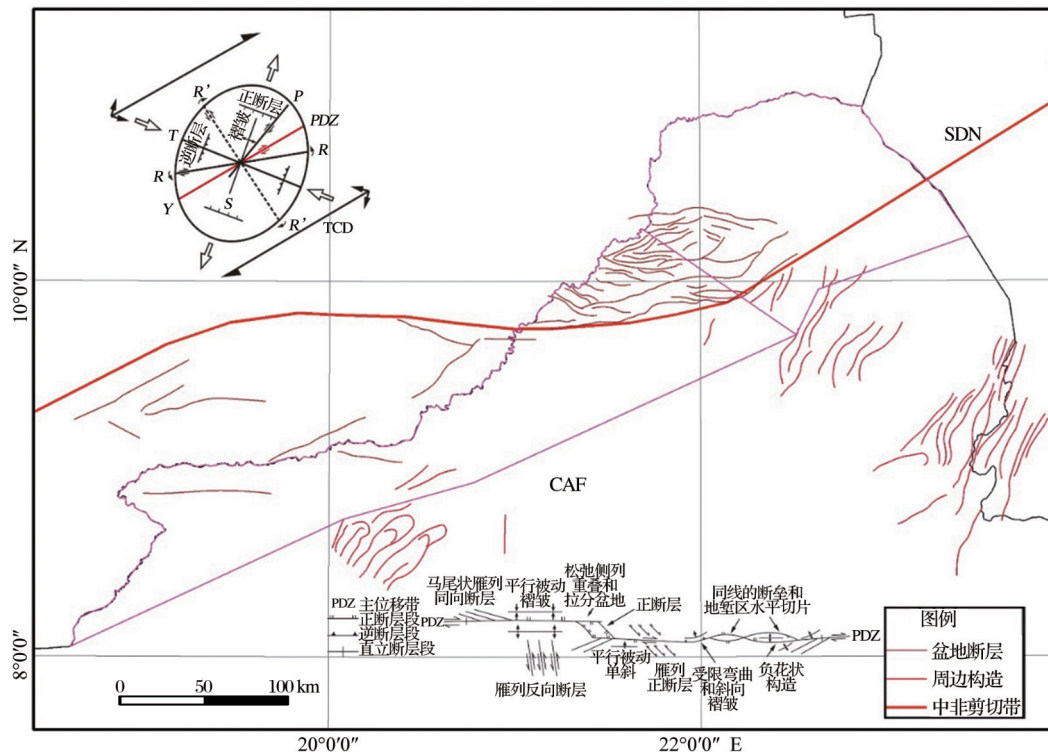 R'
正断层
P
PDZ
T
逆断层
褶皱
R
R
Y
S
R'
TCD
SDN
CAF
10°0′0″ N
8°0′0″
20°0′0″
22°0′0″ E
0 50 100 km
PDZ 主位移带
正断层段
逆断层段
直立断层段
PDZ
马尾状雁列
同向断层
平行被动
褶皱
松弛侧列
重叠和
拉分盆地
正断层
同线的断垒和
地堑区水平切片
PDZ
雁列反向断层
平行被动
单斜
雁列
正断层
受限弯曲
和斜向
褶皱
负花状
构造
图例
盆地断层
周边构造
中非剪切带